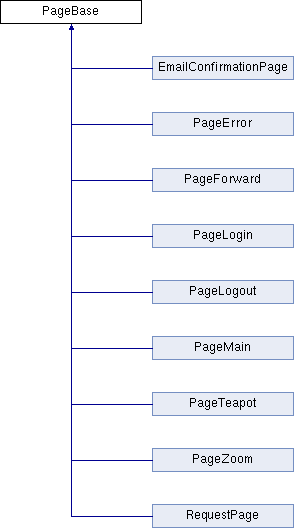 PageBase
EmailConfirmationPage
PageError
PageForward
PageLogin
PageLogout
PageMain
PageTeapot
PageZoom
RequestPage